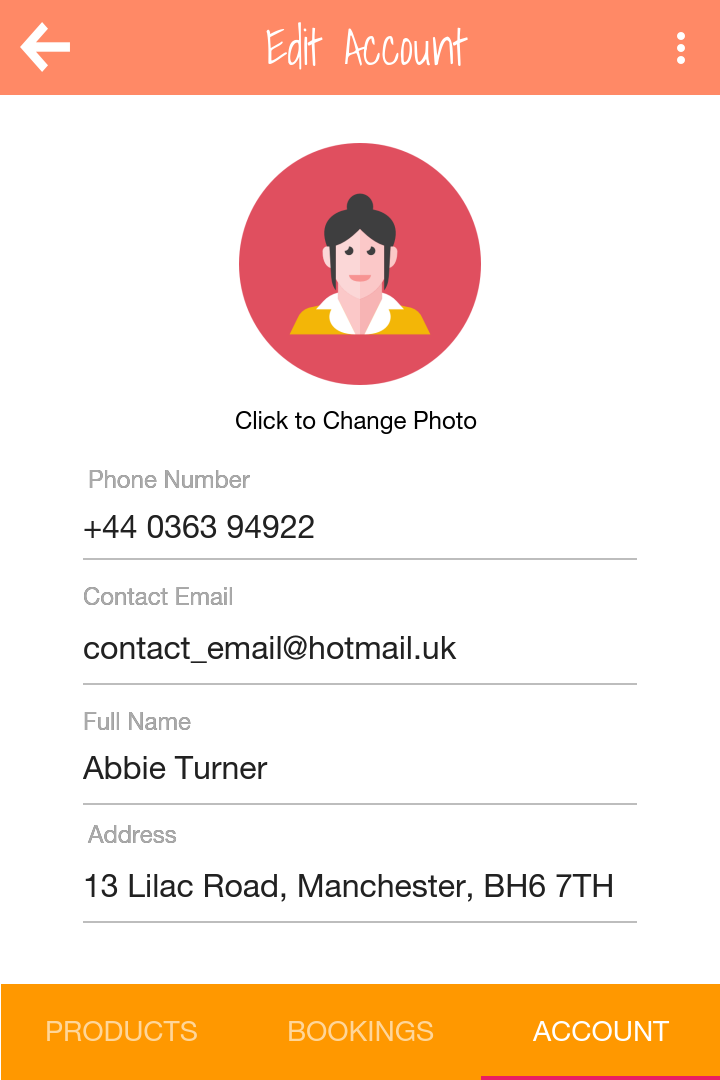 Edit Account
Click to Change Photo
Phone Number
+44 0363 94922
Contact Email
contact_email@hotmail.uk
Full Name
Abbie Turner
Address
13 Lilac Road, Manchester, BH6 7TH
PRODUCTS BOOKINGS ACCOUNT